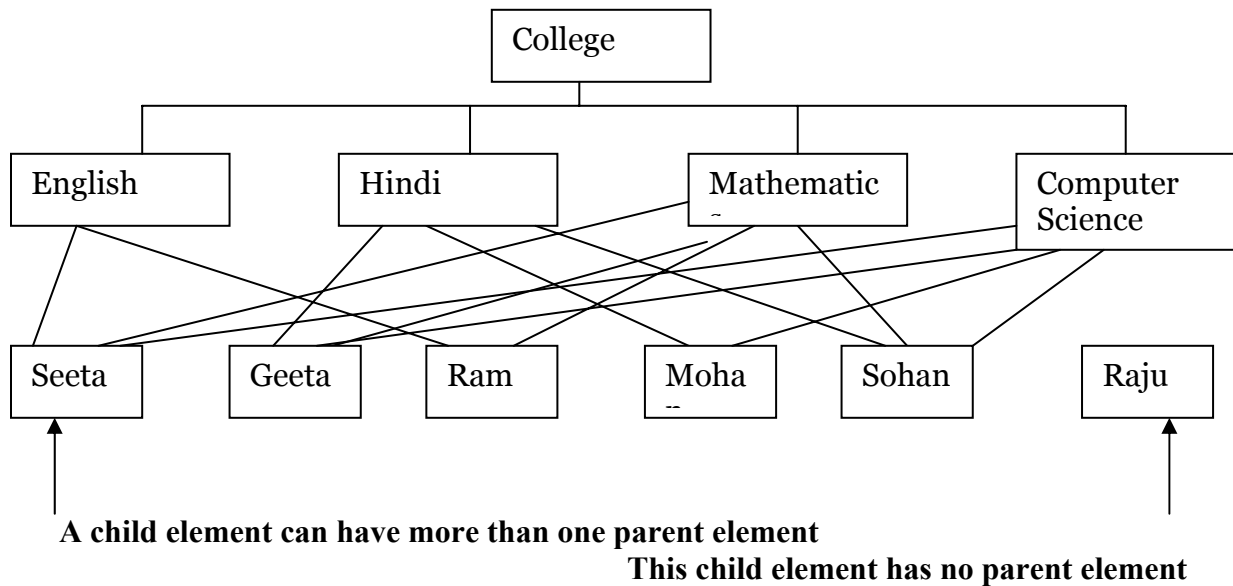 College
English
Hindi
Mathematic
s
Computer
Science
Seeta
Geeta
Ram
Moha
n
Sohan
Raju
A child element can have more than one parent element
This child element has no parent element